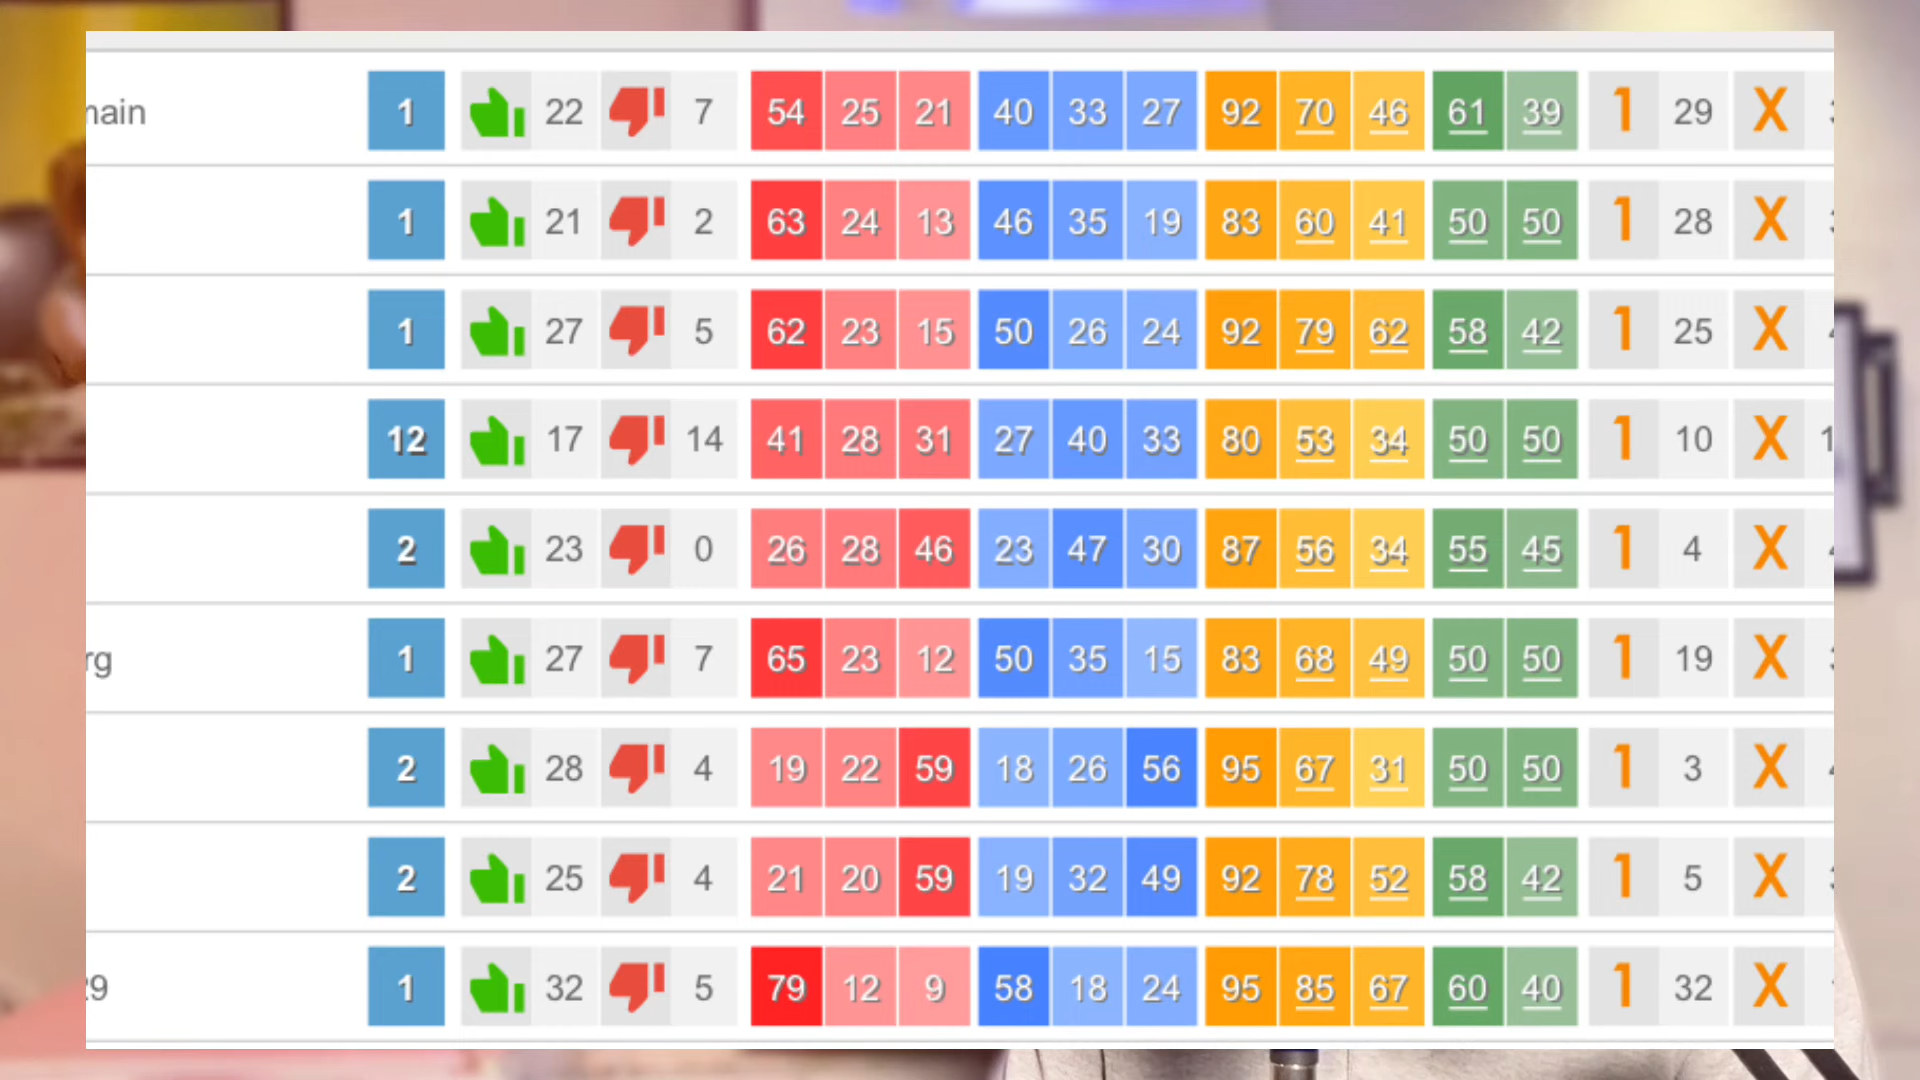 main 1 22 7 54 25 21 40 33 27 92 70 46 61 39 1 29 X
1 21 2 63 24 13 46 35 19 83 60 41 50 50 1 28 X
1 27 5 62 23 15 50 26 24 92 79 62 58 42 1 25 X
12 17 14 41 28 31 27 40 33 80 53 34 50 50 1 10 X 1
2 23 0 26 28 46 23 47 30 87 56 34 55 45 1 4 X
rg 1 27 7 65 23 12 50 35 15 83 68 49 50 50 1 19 X
2 28 4 19 22 59 18 26 56 95 67 31 50 50 1 3 X
2 25 4 21 20 59 19 32 49 92 78 52 58 42 1 5 X
29 1 32 5 79 12 9 58 18 24 95 85 67 60 40 1 32 X